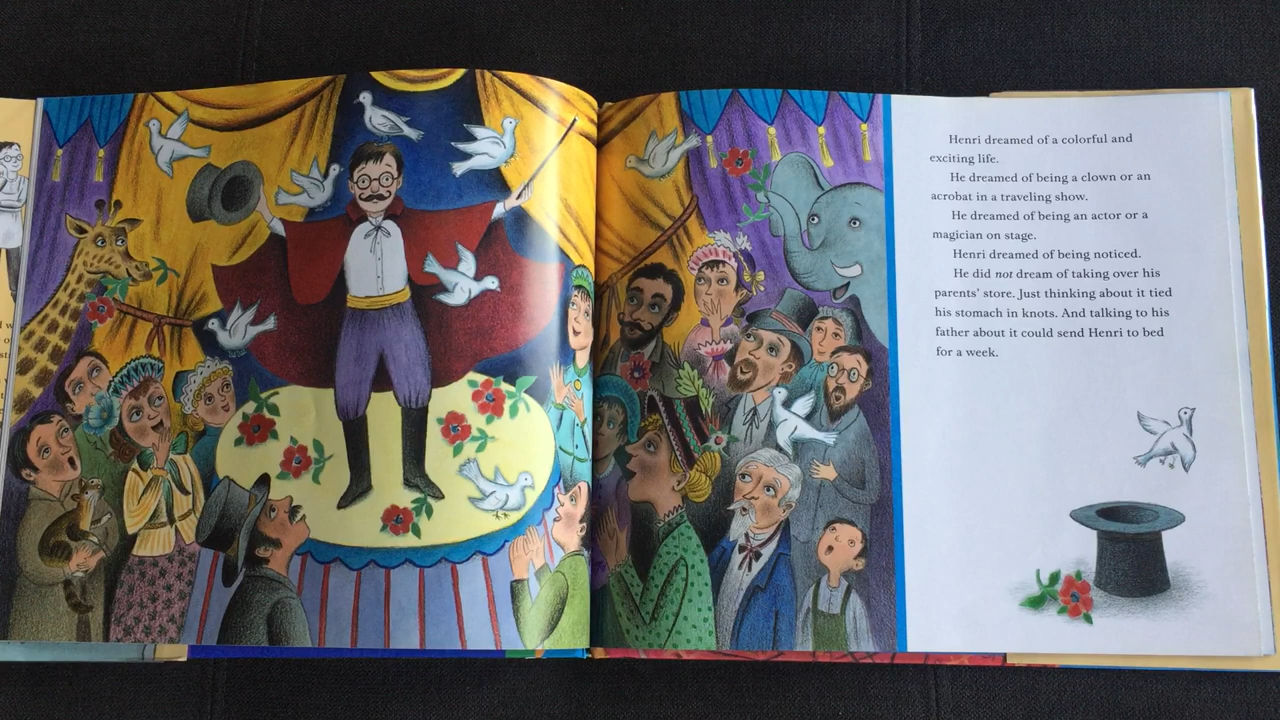 Henri dreamed of a colorful and
exciting life.
He dreamed of being a clown or an
acrobat in a traveling show.
He dreamed of being an actor or a
magician on stage.
Henri dreamed of being noticed.
He did not dream of taking over his
parents' store. Just thinking about it tied
his stomach in knots. And talking to his
father about it could send Henri to bed
for a week.